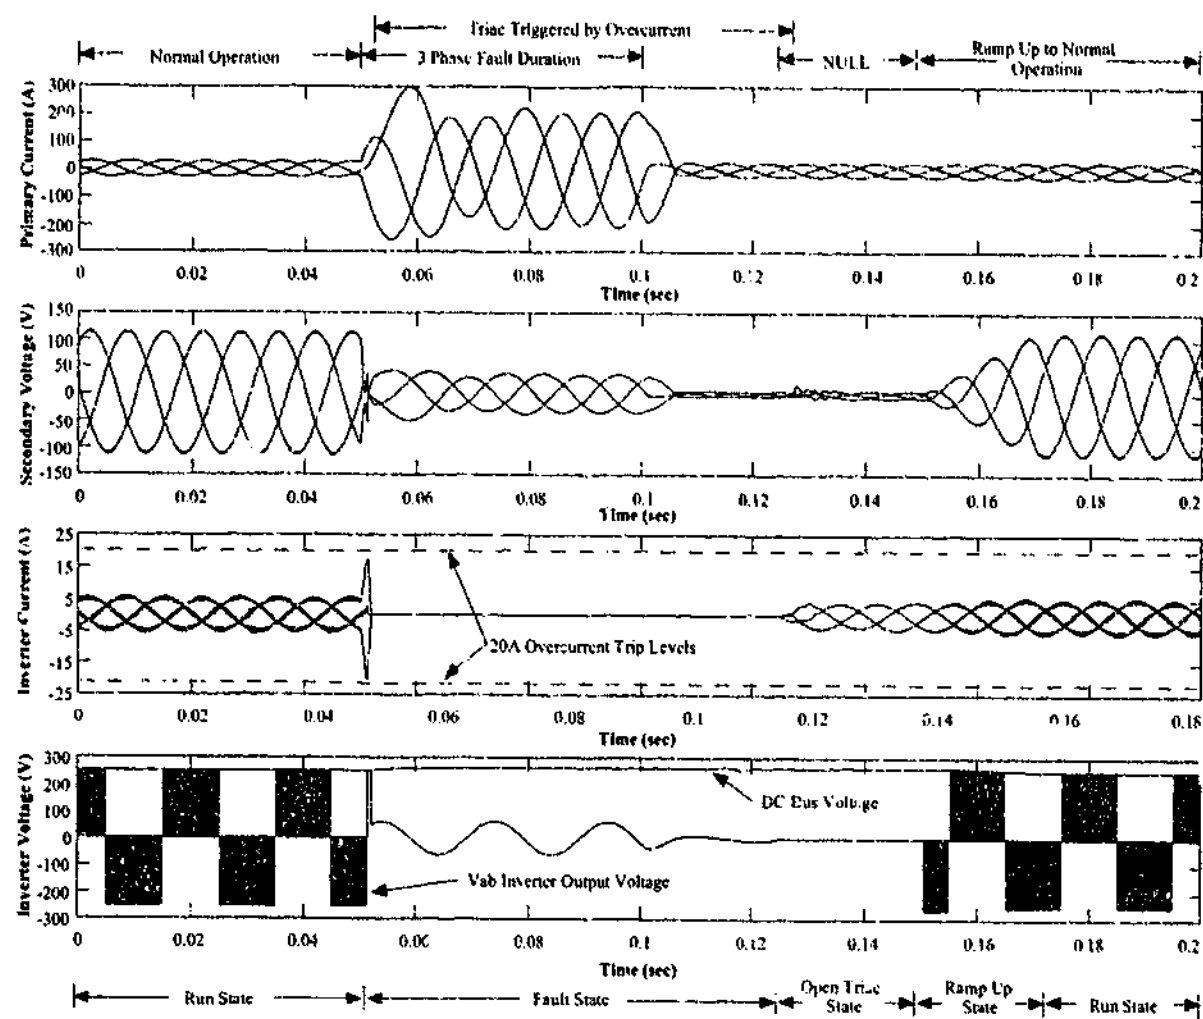 Triac Triggered by Overcurrent
Normal Operation
3 Phase Fault Duration
NULL
Ramp Up to Normal
Operation
Primary Current (A)
300
200
100
0
-100
-200
-300
0 0.02 0.04 0.06 0.08 0.1 0.12 0.14 0.16 0.18 0.2
Time (sec)
Secondary Voltage (V)
150
100
50
0
-50
-100
-150
0 0.02 0.04 0.06 0.08 0.1 0.12 0.14 0.16 0.18 0.2
Time (sec)
Inverter Current (A)
25
15
5
-5
-15
-25
20A Overcurrent Trip Levels
0 0.02 0.04 0.06 0.08 0.1 0.12 0.14 0.16 0.18
Time (sec)
Inverter Voltage (V)
300
200
100
0
-100
-200
-300
DC Bus Voltage
Vab Inverter Output Voltage
0 0.02 0.04 0.06 0.08 0.1 0.12 0.14 0.16 0.18 0.2
Time (sec)
Run State
Fault State
Open Triac
State
Ramp Up
State
Run State